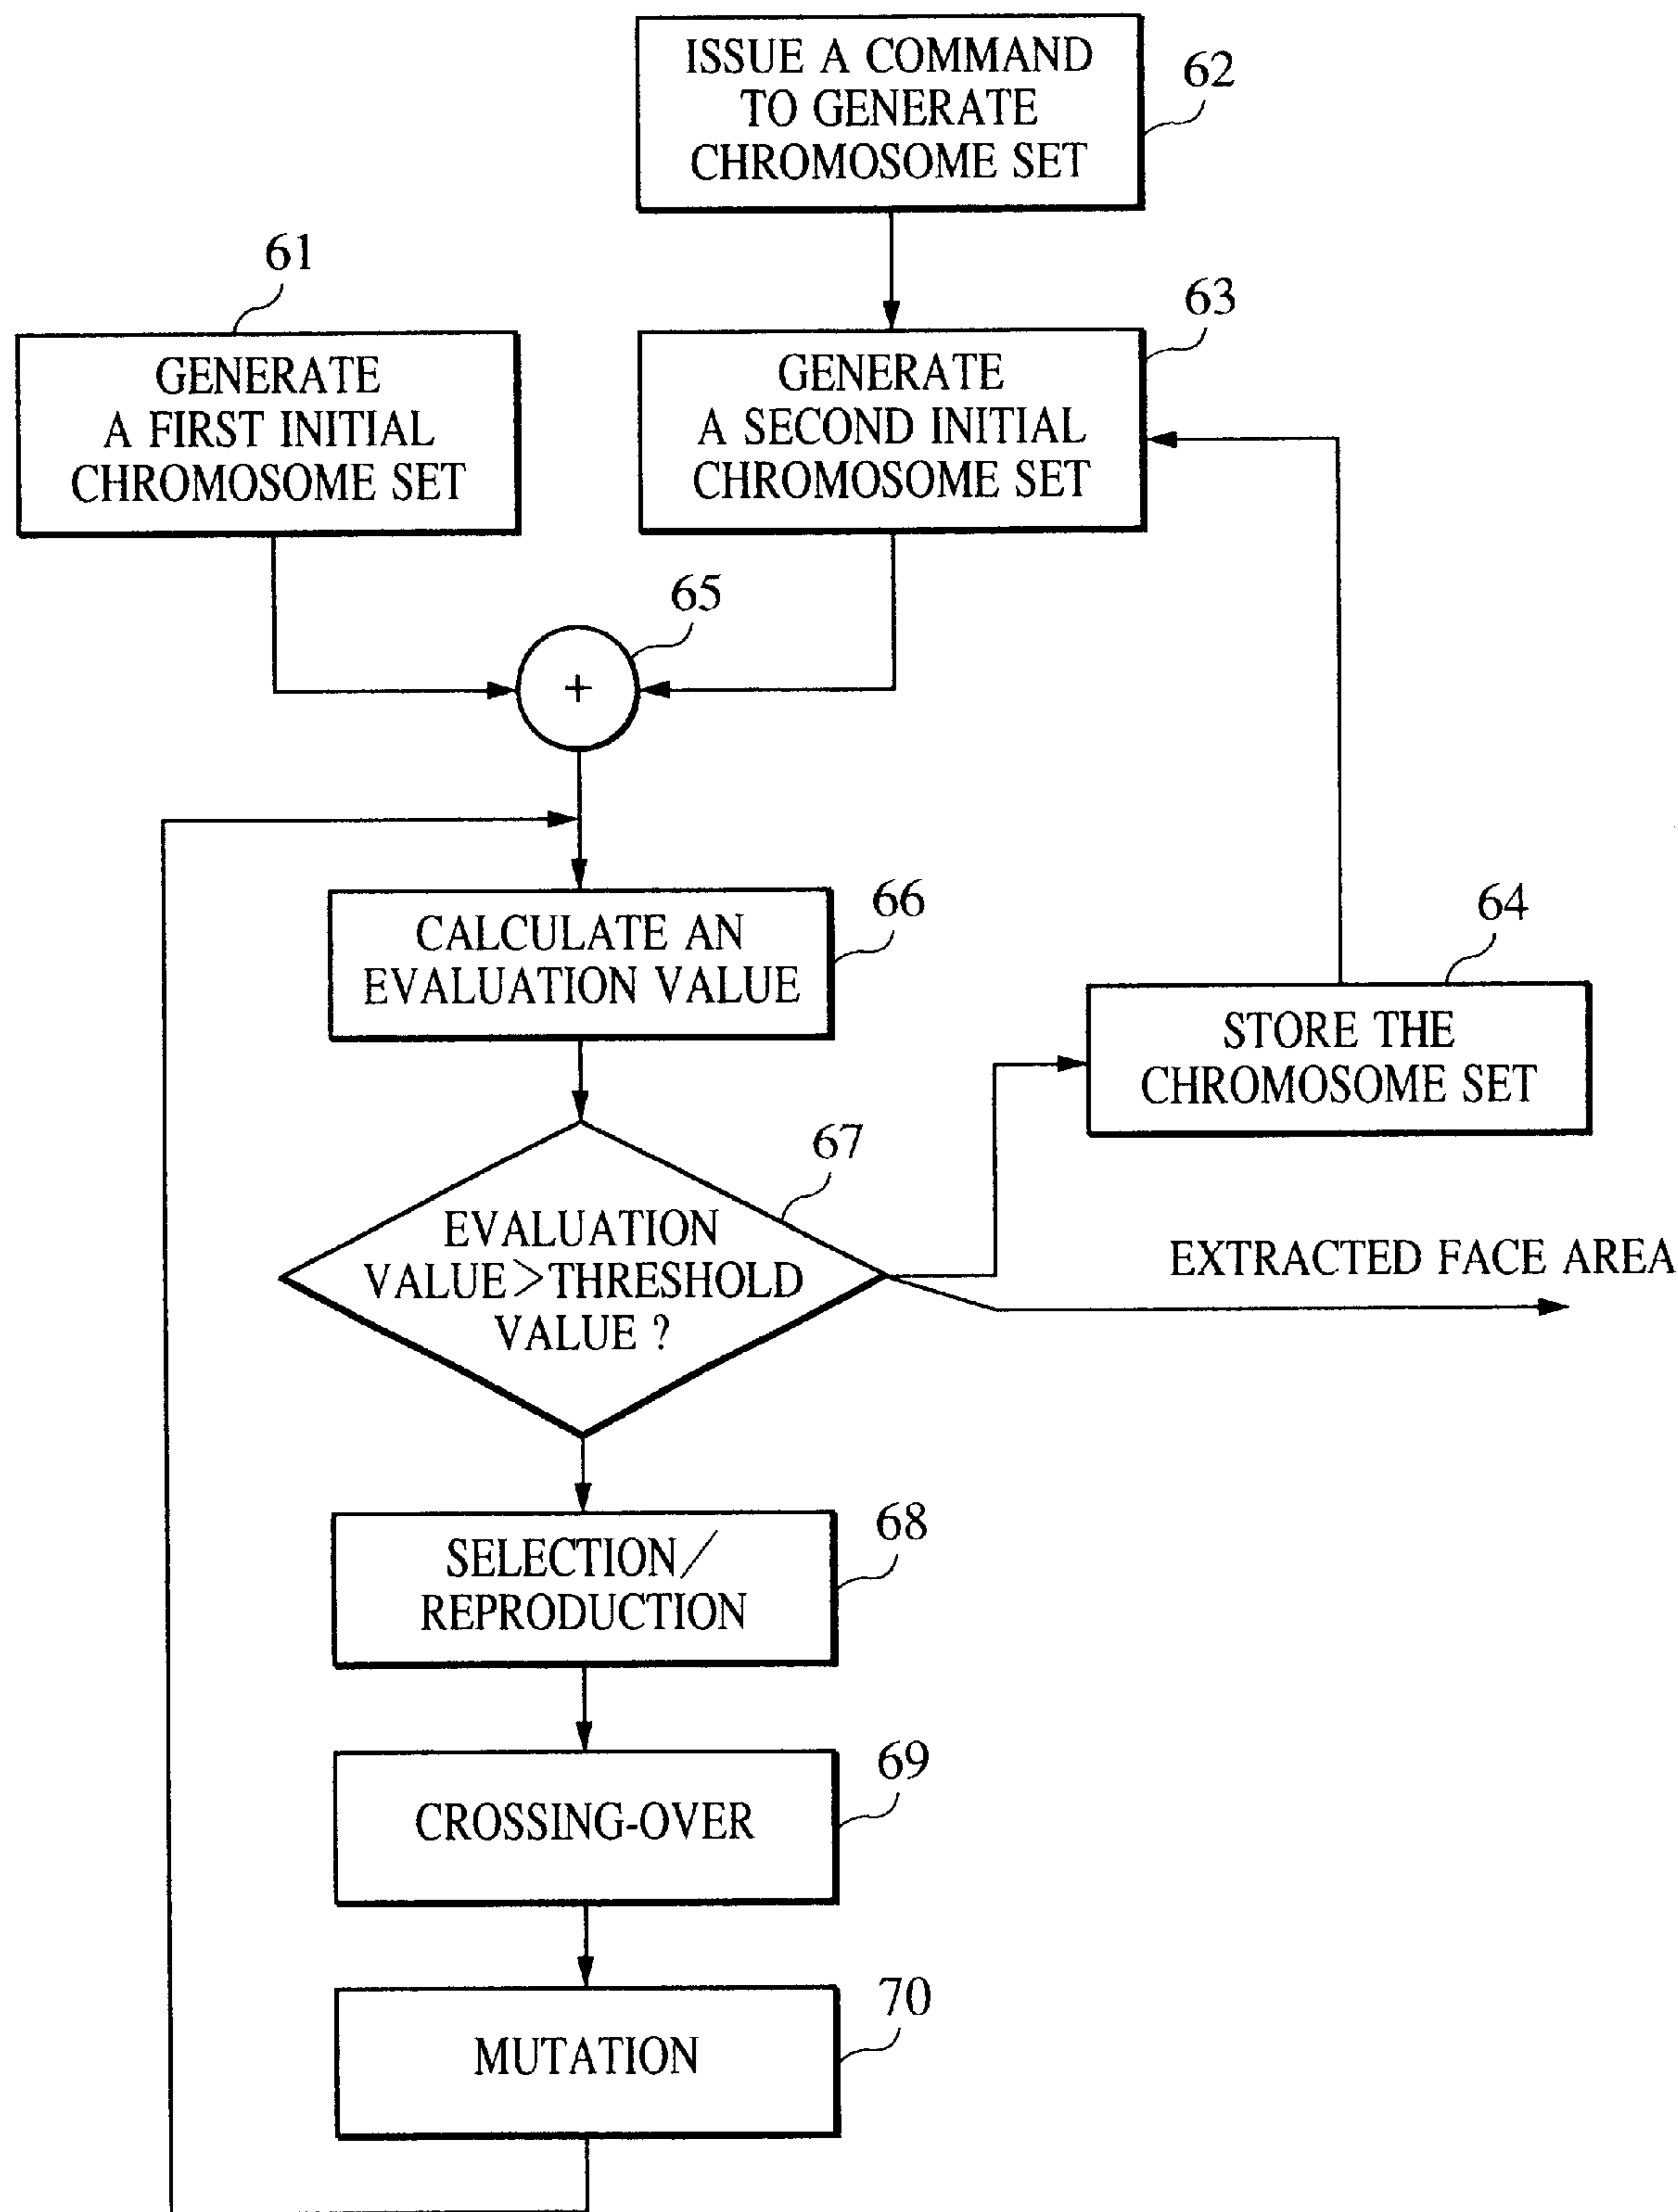 ISSUE A COMMAND
TO GENERATE
CHROMOSOME SET
62
61
GENERATE
A FIRST INITIAL
CHROMOSOME SET
63
GENERATE
A SECOND INITIAL
CHROMOSOME SET
65
+
66
CALCULATE AN
EVALUATION VALUE
64
STORE THE
CHROMOSOME SET
67
EVALUATION
VALUE>THRESHOLD
VALUE ?
EXTRACTED FACE AREA
68
SELECTION/
REPRODUCTION
69
CROSSING-OVER
70
MUTATION